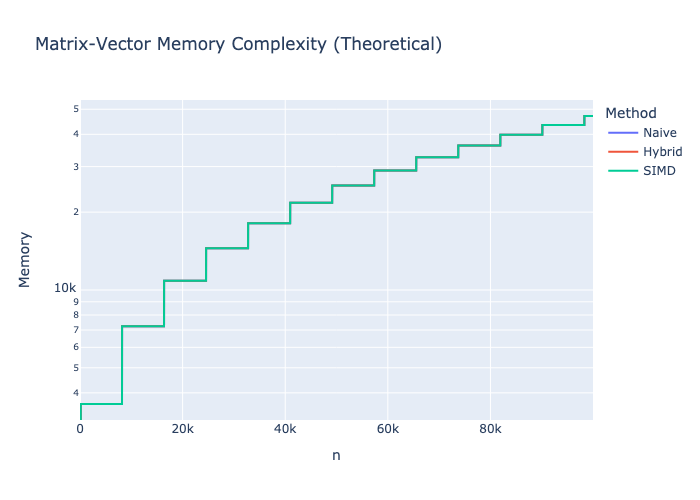 Matrix-Vector Memory Complexity (Theoretical)
Method
Naive
Hybrid
SIMD
Memory
5
4
3
2
10k
9
8
7
6
5
4
0 20k 40k 60k 80k
n